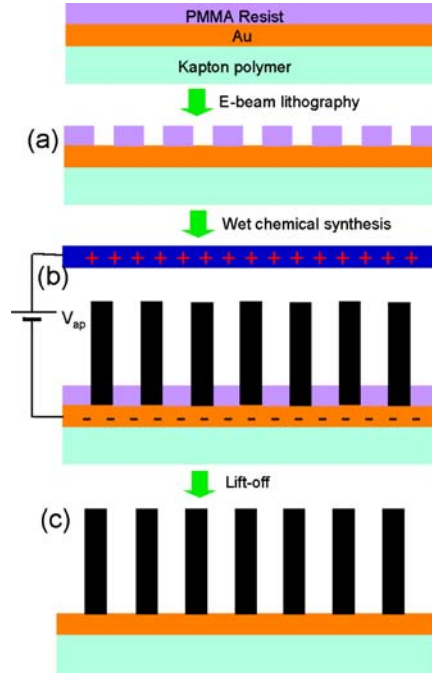 PMMA Resist
Au
Kapton polymer
E-beam lithography
(a)
Wet chemical synthesis
+ + + + + + + + + + + + + +
(b)
Vap
- - - - - - - - - - - - - -
Lift-off
(c)